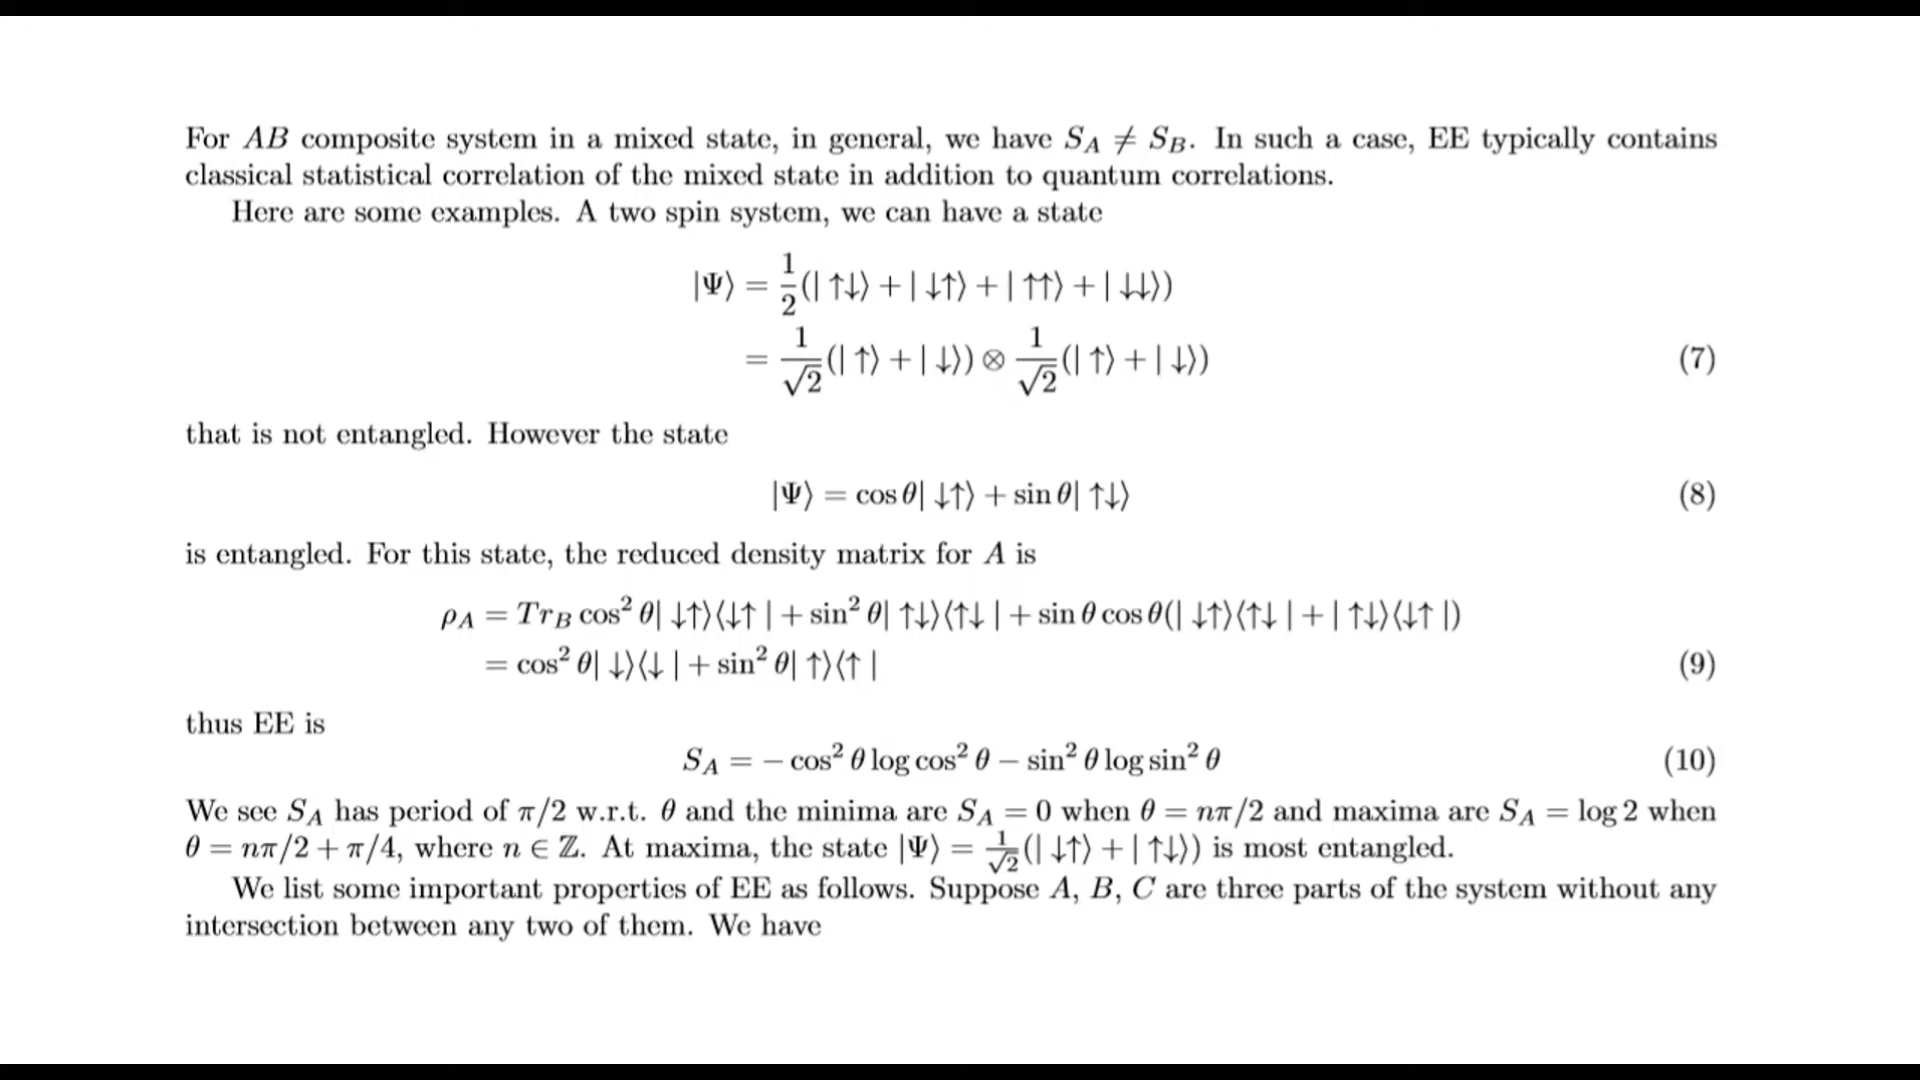 For AB composite system in a mixed state, in general, we have S_A ≠ S_B. In such a case, EE typically contains
classical statistical correlation of the mixed state in addition to quantum correlations.
Here are some examples. A two spin system, we can have a state
|Ψ⟩ = 1/2(|↑↓⟩ + |↓↑⟩ + |↑↑⟩ + |↓↓⟩)
= 1/√2(|↑⟩ + |↓⟩) ⊗ 1/√2(|↑⟩ + |↓⟩) (7)
that is not entangled. However the state
|Ψ⟩ = cos θ|↓↑⟩ + sin θ|↑↓⟩ (8)
is entangled. For this state, the reduced density matrix for A is
ρ_A = Tr_B cos² θ|↓↑⟩⟨↓↑| + sin² θ|↑↓⟩⟨↑↓| + sin θ cos θ(|↓↑⟩⟨↑↓| + |↑↓⟩⟨↓↑|)
= cos² θ|↓⟩⟨↓| + sin² θ|↑⟩⟨↑| (9)
thus EE is
S_A = − cos² θ log cos² θ − sin² θ log sin² θ (10)
We see S_A has period of π/2 w.r.t. θ and the minima are S_A = 0 when θ = nπ/2 and maxima are S_A = log 2 when
θ = nπ/2 + π/4, where n ∈ ℤ. At maxima, the state |Ψ⟩ = 1/√2(|↓↑⟩ + |↑↓⟩) is most entangled.
We list some important properties of EE as follows. Suppose A, B, C are three parts of the system without any
intersection between any two of them. We have